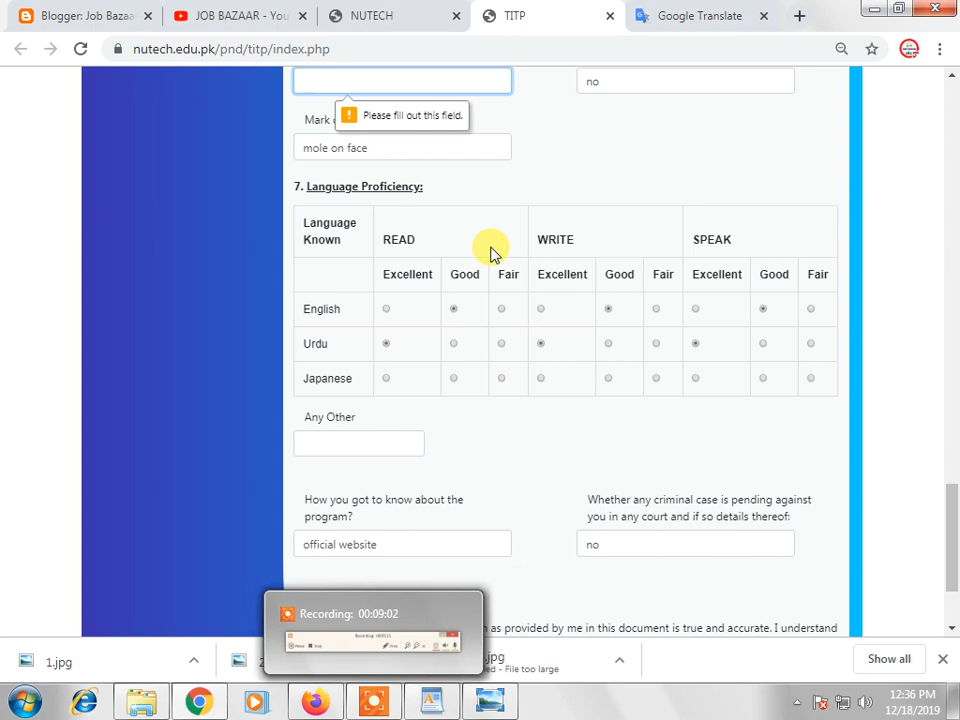 Blogger: Job Bazaa
JOB BAZAAR - You
NUTECH
TITP
Google Translate
nutech.edu.pk/pnd/titp/index.php
no
Please fill out this field.
Mark
mole on face
7. Language Proficiency:
Language Known
READ
WRITE
SPEAK
Excellent Good Fair Excellent Good Fair Excellent Good Fair
English
Urdu
Japanese
Any Other
How you got to know about the
program?
Whether any criminal case is pending against
you in any court and if so details thereof:
official website
no
Recording: 00:09:02
as provided by me in this document is true and accurate. I understand
1.jpg
.jpg
- File too large
Show all
12:36 PM
12/18/2019